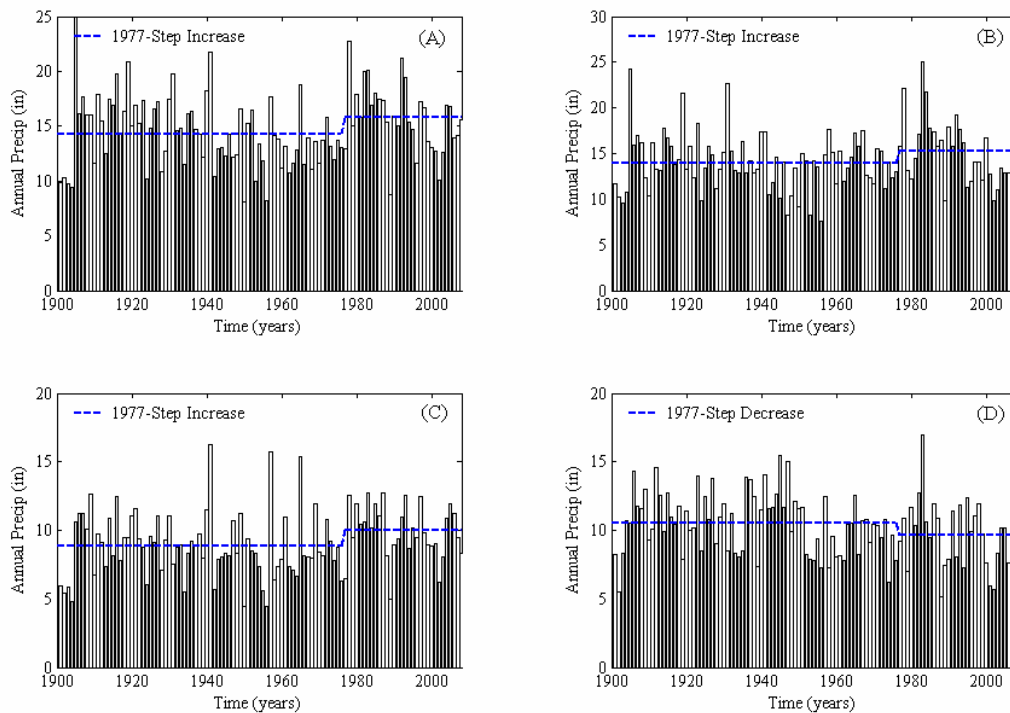 25
20
15
10
5
0
Annual Precip (in)
1977-Step Increase
(A)
1900
1920
1940
1960
1980
2000
Time (years)
30
25
20
15
10
5
0
Annual Precip (in)
1977-Step Increase
(B)
1900
1920
1940
1960
1980
2000
Time (years)
20
15
10
5
0
Annual Precip (in)
1977-Step Increase
(C)
1900
1920
1940
1960
1980
2000
Time (years)
20
15
10
5
0
Annual Precip (in)
1977-Step Decrease
(D)
1900
1920
1940
1960
1980
2000
Time (years)